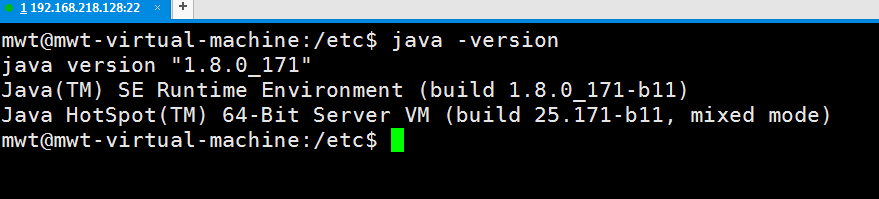 1 192.168.218.128:22 × +
mwt@mwt-virtual-machine:/etc$ java -version
java version "1.8.0_171"
Java(TM) SE Runtime Environment (build 1.8.0_171-b11)
Java HotSpot(TM) 64-Bit Server VM (build 25.171-b11, mixed mode)
mwt@mwt-virtual-machine:/etc$